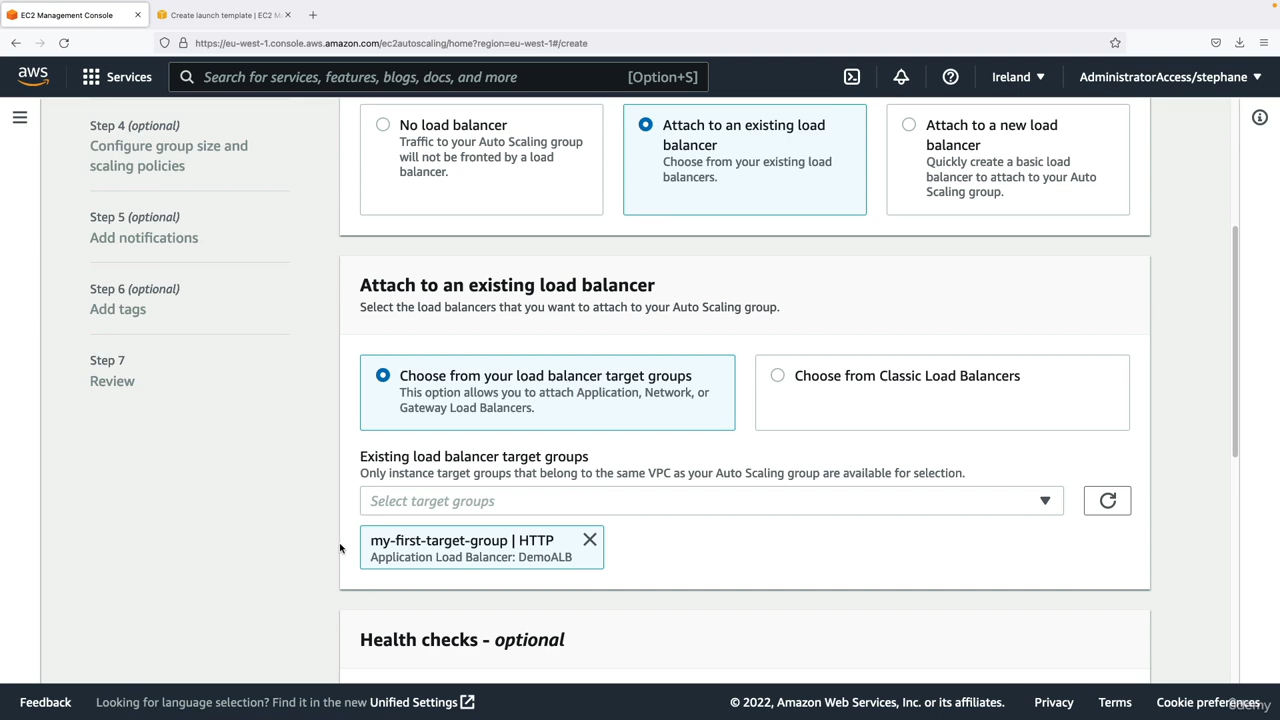 EC2 Management Console
Create launch template | EC2 M
https://eu-west-1.console.aws.amazon.com/ec2autoscaling/home?region=eu-west-1#/create
aws
Services
Search for services, features, blogs, docs, and more
[Option+S]
Ireland
AdministratorAccess/stephane
Step 4 (optional)
Configure group size and
scaling policies
Step 5 (optional)
Add notifications
Step 6 (optional)
Add tags
Step 7
Review
No load balancer
Traffic to your Auto Scaling group
will not be fronted by a load
balancer.
Attach to an existing load
balancer
Choose from your existing load
balancers.
Attach to a new load
balancer
Quickly create a basic load
balancer to attach to your Auto
Scaling group.
Attach to an existing load balancer
Select the load balancers that you want to attach to your Auto Scaling group.
Choose from your load balancer target groups
This option allows you to attach Application, Network, or
Gateway Load Balancers.
Choose from Classic Load Balancers
Existing load balancer target groups
Only instance target groups that belong to the same VPC as your Auto Scaling group are available for selection.
Select target groups
my-first-target-group | HTTP
Application Load Balancer: DemoALB
Health checks - optional
Feedback
Looking for language selection? Find it in the new Unified Settings
© 2022, Amazon Web Services, Inc. or its affiliates.
Privacy
Terms
Cookie preferences
ûdemy